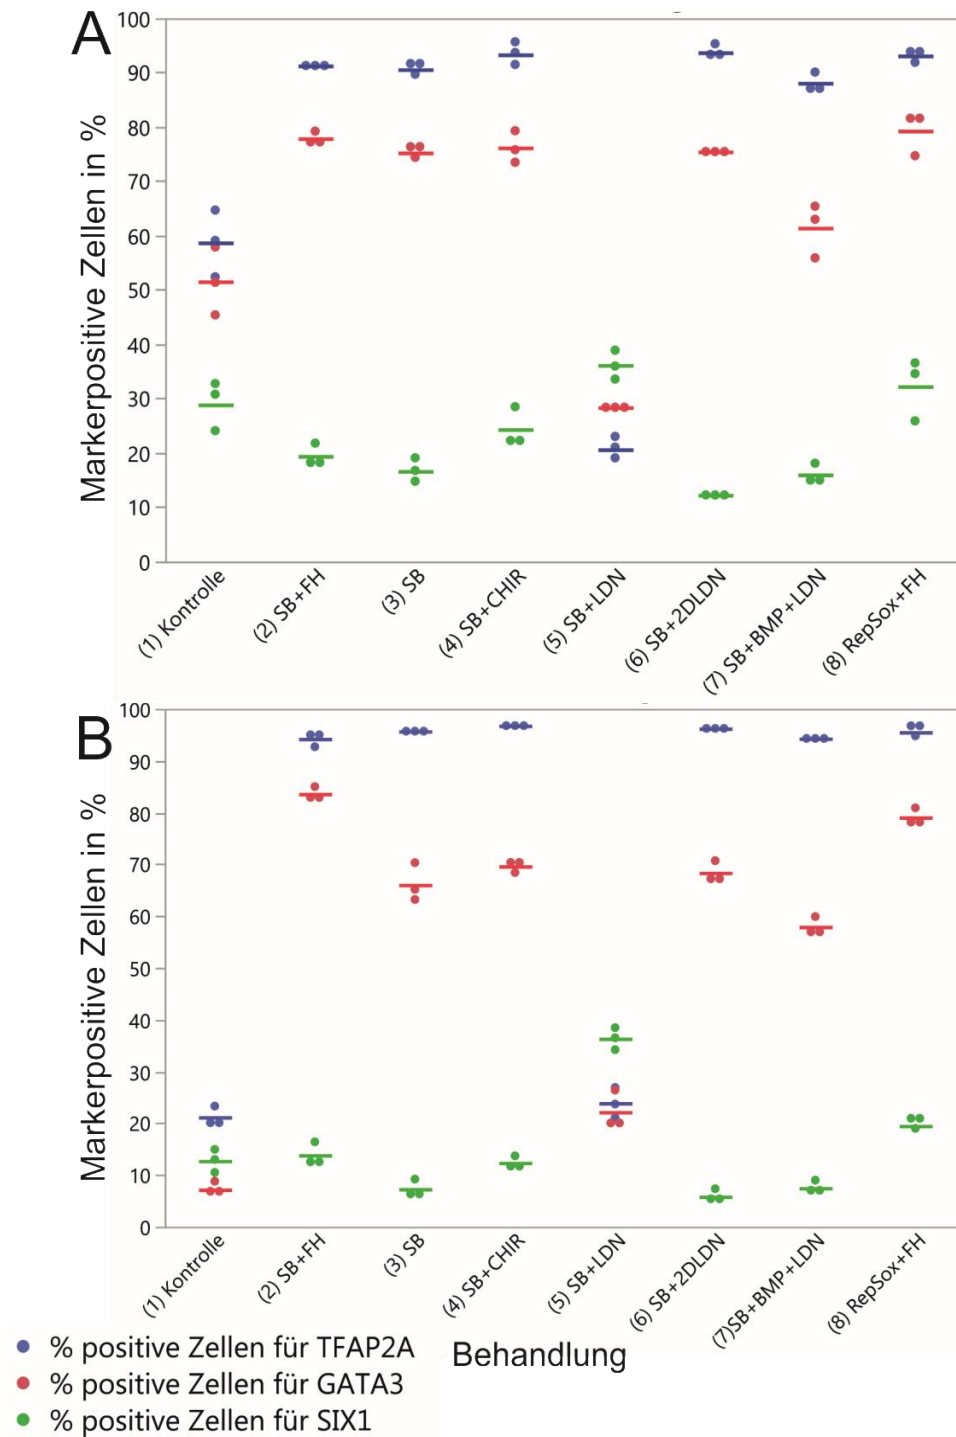 A
Markerpositive Zellen in %
100
90
80
70
60
50
40
30
20
10
0
(1) Kontrolle
(2) SB+FH
(3) SB
(4) SB+CHIR
(5) SB+LDN
(6) SB+2DLDN
(7) SB+BMP+LDN
(8) RepSox+FH
B
Markerpositive Zellen in %
100
90
80
70
60
50
40
30
20
10
0
(1) Kontrolle
(2) SB+FH
(3) SB
(4) SB+CHIR
(5) SB+LDN
(6) SB+2DLDN
(7)SB+BMP+LDN
(8) RepSox+FH
Behandlung
% positive Zellen für TFAP2A
% positive Zellen für GATA3
% positive Zellen für SIX1